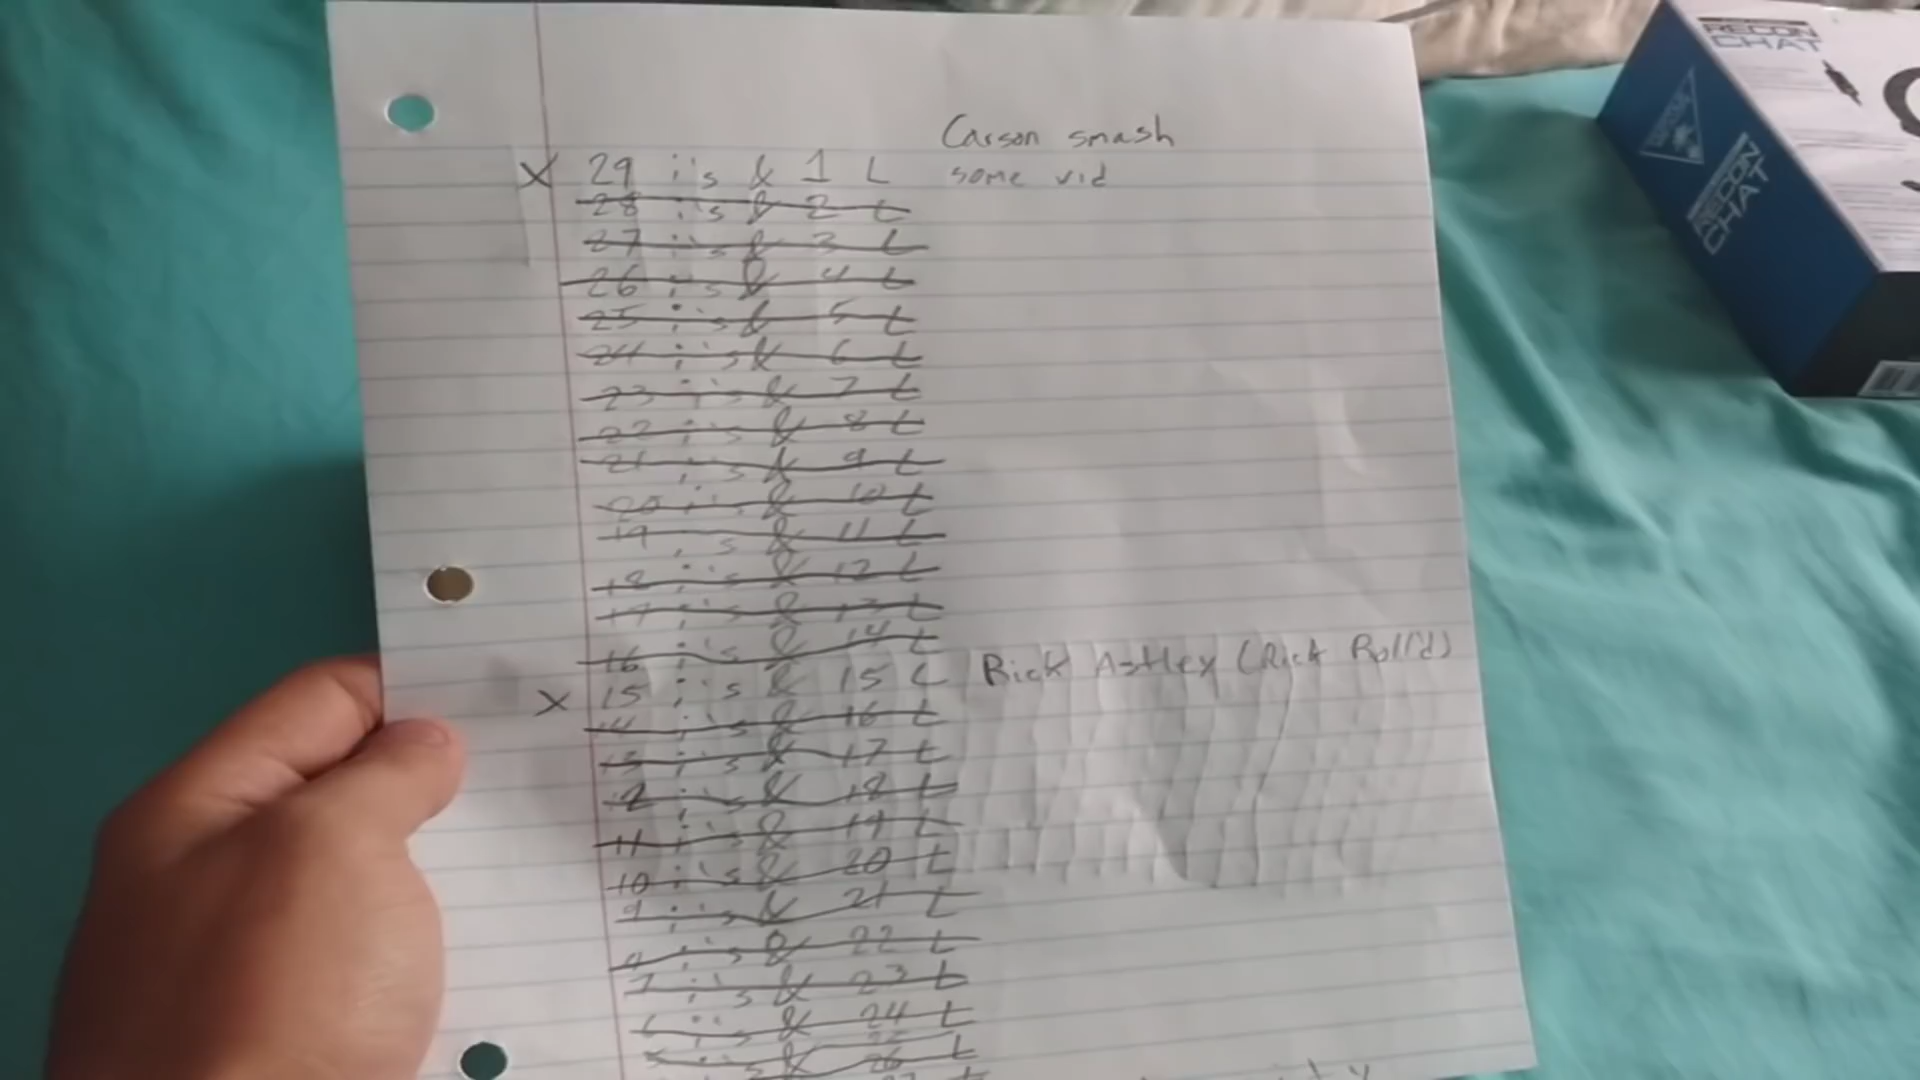 Carson smash
X 29 i's & 1 L some vid
28 i's & 2 L
27 i's & 3 L
26 i's & 4 L
25 i's & 5 L
24 i's & 6 L
23 i's & 7 L
22 i's & 8 L
21 i's & 9 L
20 i's & 10 L
19 i's & 11 L
18 i's & 12 L
17 i's & 13 L
16 i's & 14 L
X 15 i's & 15 L Rick Astley (Rick Roll'd)
14 i's & 16 L
13 i's & 17 L
12 i's & 18 L
11 i's & 19 L
10 i's & 20 L
9 i's & 21 L
i's & 22 L
7 i's & 23 L
6 i's & 24 L
i's & 26 L
RECON
CHAT
RECON
CHAT